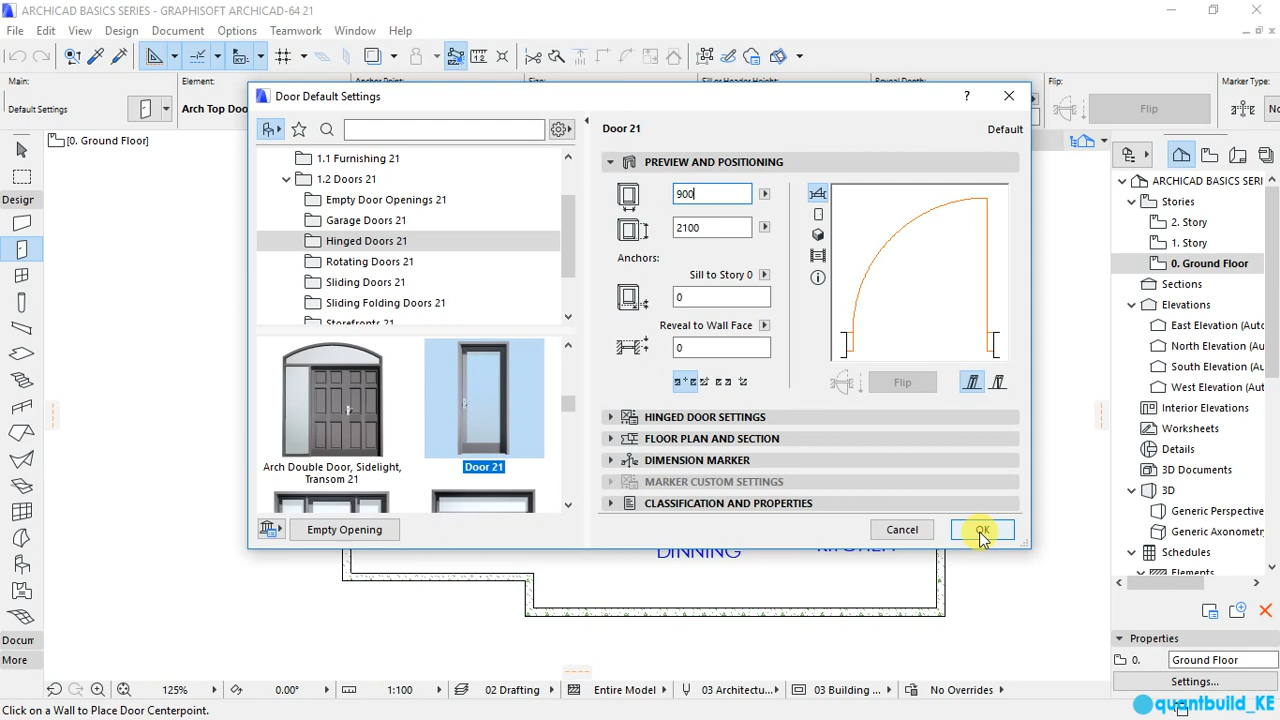 ARCHICAD BASICS SERIES - GRAPHISOFT ARCHICAD-64 21
File Edit View Design Document Options Teamwork Window Help
Main: Element:
Flip: Marker Type:
Default Settings
Arch Top Doo
Flip
[0. Ground Floor]
Door Default Settings
Door 21
Default
1.1 Furnishing 21
1.2 Doors 21
Empty Door Openings 21
Garage Doors 21
Hinged Doors 21
Rotating Doors 21
Sliding Doors 21
Sliding Folding Doors 21
Storefronts 21
Arch Double Door, Sidelight,
Transom 21
Door 21
Empty Opening
PREVIEW AND POSITIONING
900
2100
Anchors:
Sill to Story 0
0
Reveal to Wall Face
0
Flip
HINGED DOOR SETTINGS
FLOOR PLAN AND SECTION
DIMENSION MARKER
MARKER CUSTOM SETTINGS
CLASSIFICATION AND PROPERTIES
Cancel
OK
Design
Docum
More
DINNING
KITCHEN
ARCHICAD BASICS SERI
Stories
2. Story
1. Story
0. Ground Floor
Sections
Elevations
East Elevation (Auto
North Elevation (Au
South Elevation (Aut
West Elevation (Aut
Interior Elevations
Worksheets
Details
3D Documents
3D
Generic Perspective
Generic Axonometr
Schedules
Elements
Properties
0. Ground Floor
Settings...
125% 0.00° 1:100 02 Drafting Entire Model 03 Architectu... 03 Building ... No Overrides
Click on a Wall to Place Door Centerpoint.
quantbuild_KE